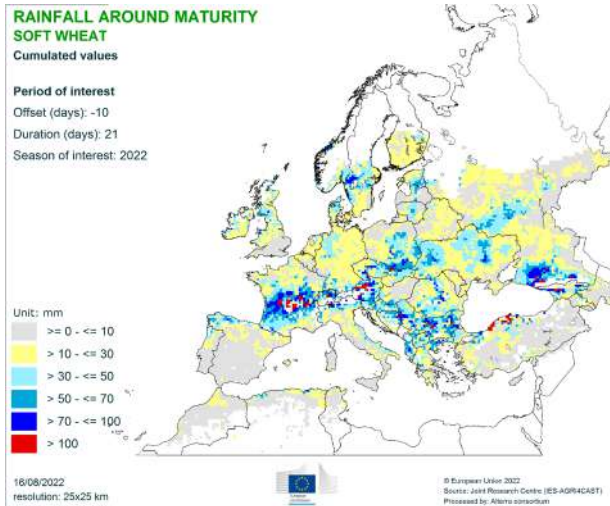 RAINFALL AROUND MATURITY
SOFT WHEAT
Cumulated values
Period of interest
Offset (days): -10
Duration (days): 21
Season of interest: 2022
Unit: mm
>= 0 - <= 10
> 10 - <= 30
> 30 - <= 50
> 50 - <= 70
> 70 - <= 100
> 100
16/08/2022
resolution: 25x25 km
© European Union 2022
Source: Joint Research Centre (IES-AGRI4CAST)
Processed by: Alterra consortium